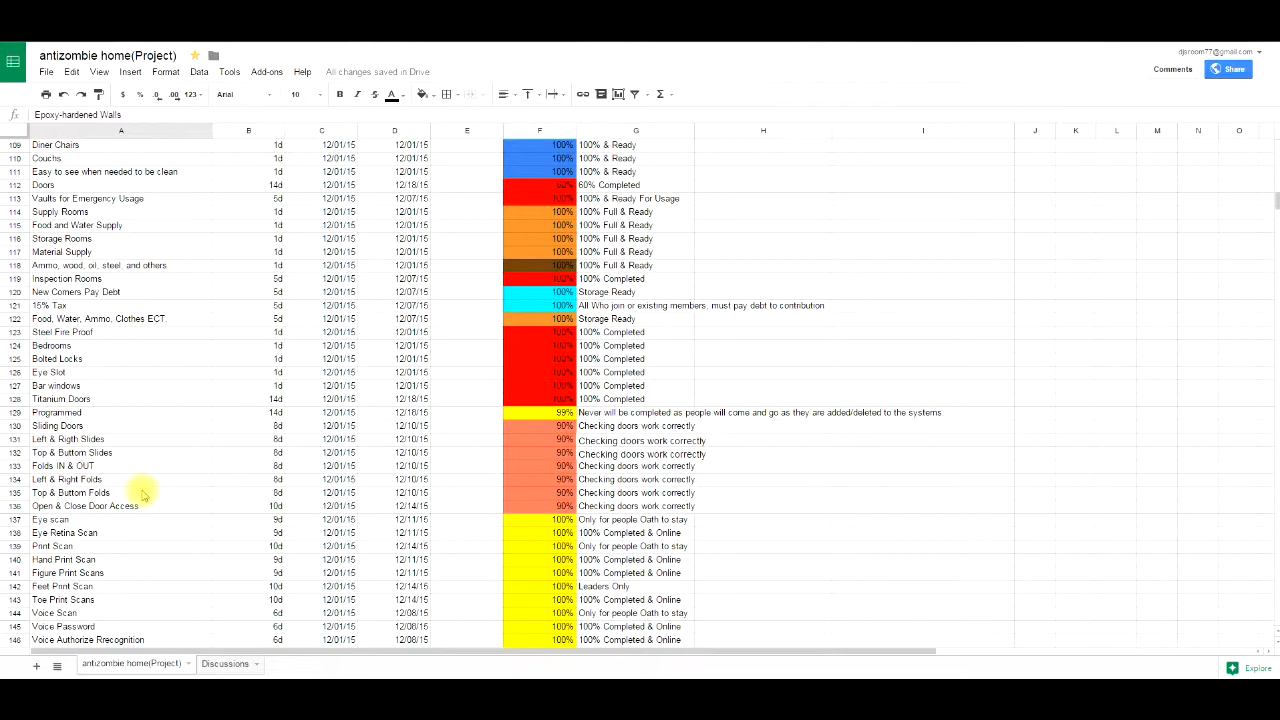 antizombie home(Project)
djsroom77@gmail.com
File Edit View Insert Format Data Tools Add-ons Help All changes saved in Drive
Comments Share
$ % .0 .00 123 Arial 10 B I S A Σ
fx Epoxy-hardened Walls
A B C D E F G H I J K L M N O
109 Diner Chairs 1d 12/01/15 12/01/15 100% 100% & Ready
110 Couchs 1d 12/01/15 12/01/15 100% 100% & Ready
111 Easy to see when needed to be clean 1d 12/01/15 12/01/15 100% 100% & Ready
112 Doors 14d 12/01/15 12/18/15 60% 60% Completed
113 Vaults for Emergency Usage 5d 12/01/15 12/07/15 100% 100% & Ready For Usage
114 Supply Rooms 1d 12/01/15 12/01/15 100% 100% Full & Ready
115 Food and Water Supply 1d 12/01/15 12/01/15 100% 100% Full & Ready
116 Storage Rooms 1d 12/01/15 12/01/15 100% 100% Full & Ready
117 Material Supply 1d 12/01/15 12/01/15 100% 100% Full & Ready
118 Ammo, wood, oil, steel, and others 1d 12/01/15 12/01/15 100% 100% Full & Ready
119 Inspection Rooms 5d 12/01/15 12/07/15 100% 100% Completed
120 New Comers Pay Debt 5d 12/01/15 12/07/15 100% Storage Ready
121 15% Tax 5d 12/01/15 12/07/15 100% All Who join or existing members, must pay debt to contribution
122 Food, Water, Ammo, Clothes ECT. 5d 12/01/15 12/07/15 100% Storage Ready
123 Steel Fire Proof 1d 12/01/15 12/01/15 100% 100% Completed
124 Bedrooms 1d 12/01/15 12/01/15 100% 100% Completed
125 Bolted Locks 1d 12/01/15 12/01/15 100% 100% Completed
126 Eye Slot 1d 12/01/15 12/01/15 100% 100% Completed
127 Bar windows 1d 12/01/15 12/01/15 100% 100% Completed
128 Titanium Doors 14d 12/01/15 12/18/15 100% 100% Completed
129 Programmed 14d 12/01/15 12/18/15 99% Never will be completed as people will come and go as they are added/deleted to the systems
130 Sliding Doors 8d 12/01/15 12/10/15 90% Checking doors work correctly
131 Left & Rigth Slides 8d 12/01/15 12/10/15 90% Checking doors work correctly
132 Top & Buttom Slides 8d 12/01/15 12/10/15 90% Checking doors work correctly
133 Folds IN & OUT 8d 12/01/15 12/10/15 90% Checking doors work correctly
134 Left & Right Folds 8d 12/01/15 12/10/15 90% Checking doors work correctly
135 Top & Buttom Folds 8d 12/01/15 12/10/15 90% Checking doors work correctly
136 Open & Close Door Access 10d 12/01/15 12/14/15 90% Checking doors work correctly
137 Eye scan 9d 12/01/15 12/11/15 100% Only for people Oath to stay
138 Eye Retina Scan 9d 12/01/15 12/11/15 100% 100% Completed & Online
139 Print Scan 10d 12/01/15 12/14/15 100% Only for people Oath to stay
140 Hand Print Scan 9d 12/01/15 12/11/15 100% 100% Completed & Online
141 Figure Print Scans 9d 12/01/15 12/11/15 100% 100% Completed & Online
142 Feet Print Scan 10d 12/01/15 12/14/15 100% Leaders Only
143 Toe Print Scans 10d 12/01/15 12/14/15 100% 100% Completed & Online
144 Voice Scan 6d 12/01/15 12/08/15 100% Only for people Oath to stay
145 Voice Password 6d 12/01/15 12/08/15 100% 100% Completed & Online
146 Voice Authorize Rrecognition 6d 12/01/15 12/08/15 100% 100% Completed & Online
antizombie home(Project) Discussions Explore